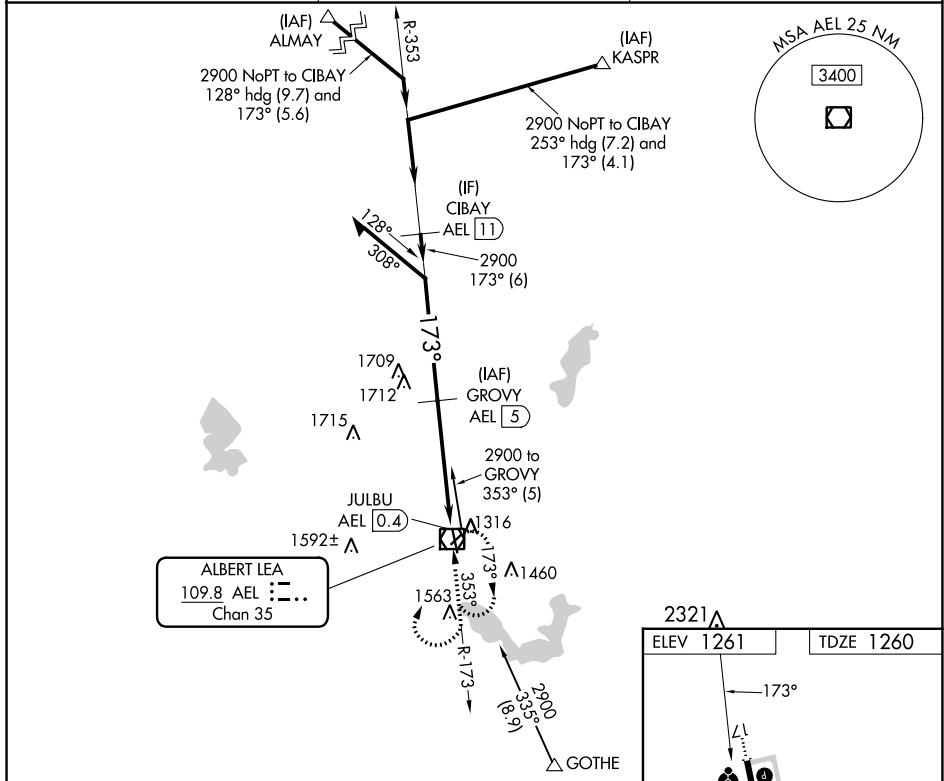 (IAF)
ALMAY
R-353
2900 NoPT to CIBAY
128° hdg (9.7) and
173° (5.6)
(IAF)
KASPR
2900 NoPT to CIBAY
253° hdg (7.2) and
173° (4.1)
MSA AEL 25 NM
3400
(IF)
CIBAY
AEL 11
128°
308°
2900
173° (6)
173°
1709
1712
1715
(IAF)
GROVY
AEL 5
2900 to
GROVY
353° (5)
JULBU
AEL 0.4
1316
1592±
173°
353°
1460
ALBERT LEA
109.8 AEL
Chan 35
1563
R-173
2900
335°
(8.9)
GOTHE
2321
ELEV 1261
TDZE 1260
173°
17
P